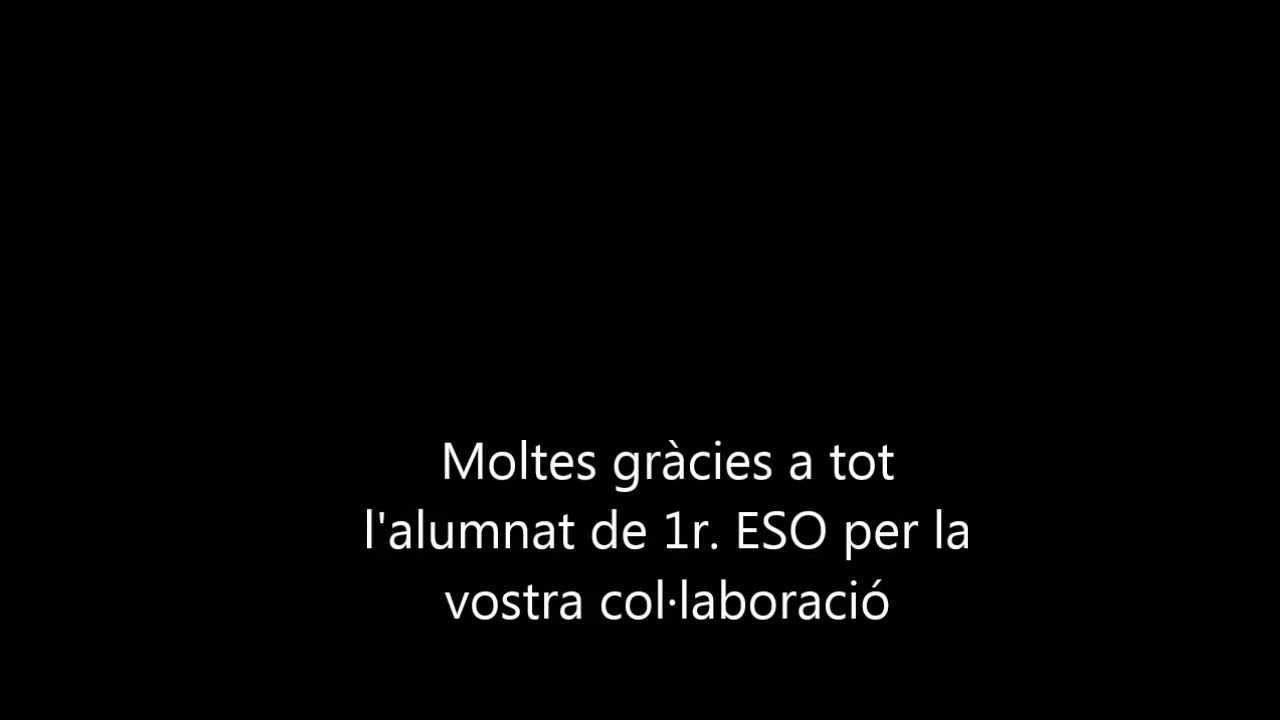 Moltes gràcies a tot
l'alumnat de 1r. ESO per la
vostra col·laboració